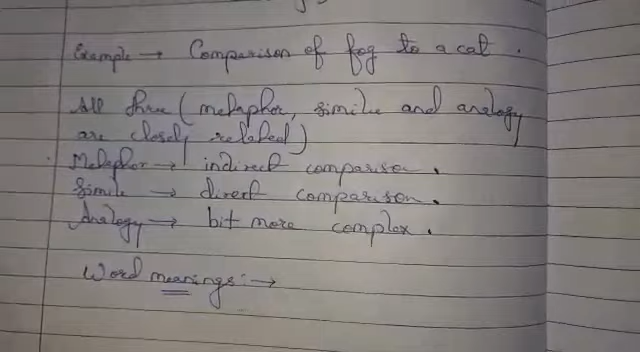 Example → Comparison of fog to a cat.
All three (metaphor, simile and analogy
are closely related)
Metaphor → indirect comparison.
Simile → direct comparison.
Analogy → bit more complex.
Word meanings:→